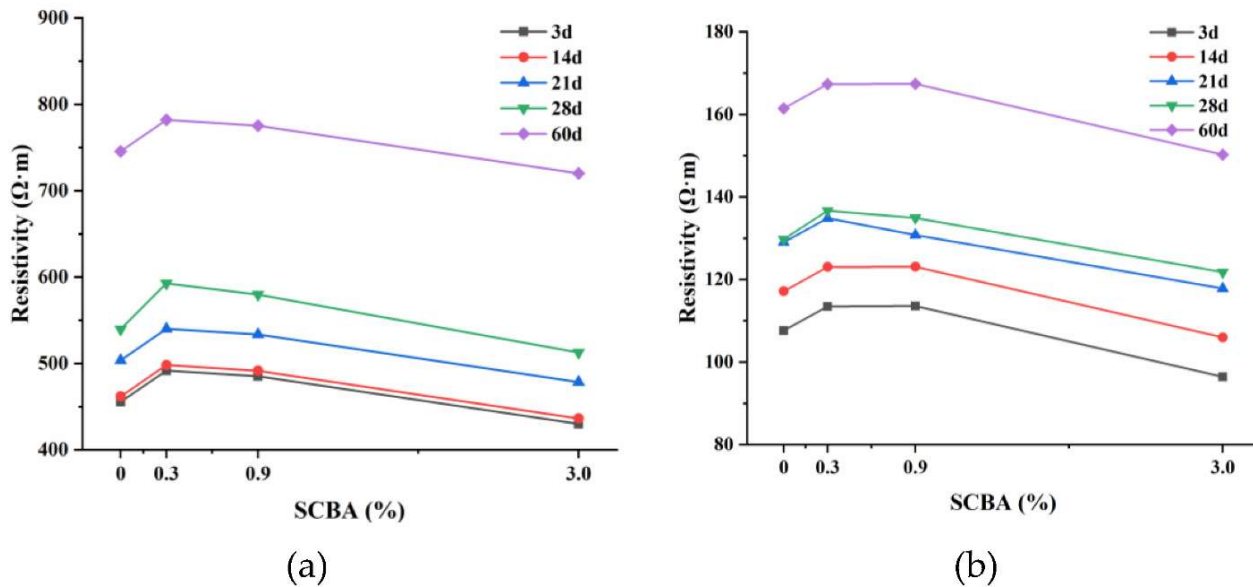 900
800
700
600
500
400
Resistivity (Ω·m)
3d
14d
21d
28d
60d
0 0.3 0.9 3.0
SCBA (%)
(a)
180
160
140
120
100
80
Resistivity (Ω·m)
3d
14d
21d
28d
60d
0 0.3 0.9 3.0
SCBA (%)
(b)